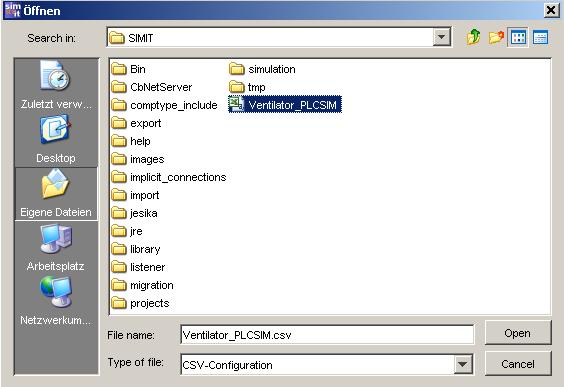 sim it Öffnen
Search in: SIMIT
Zuletzt verw...
Desktop
Eigene Dateien
Arbeitsplatz
Netzwerkum...
Bin
CbNetServer
comptype_include
export
help
images
implicit_connections
import
jesika
jre
library
listener
migration
projects
simulation
tmp
Ventilator_PLCSIM
File name: Ventilator_PLCSIM.csv Open
Type of file: CSV-Configuration Cancel